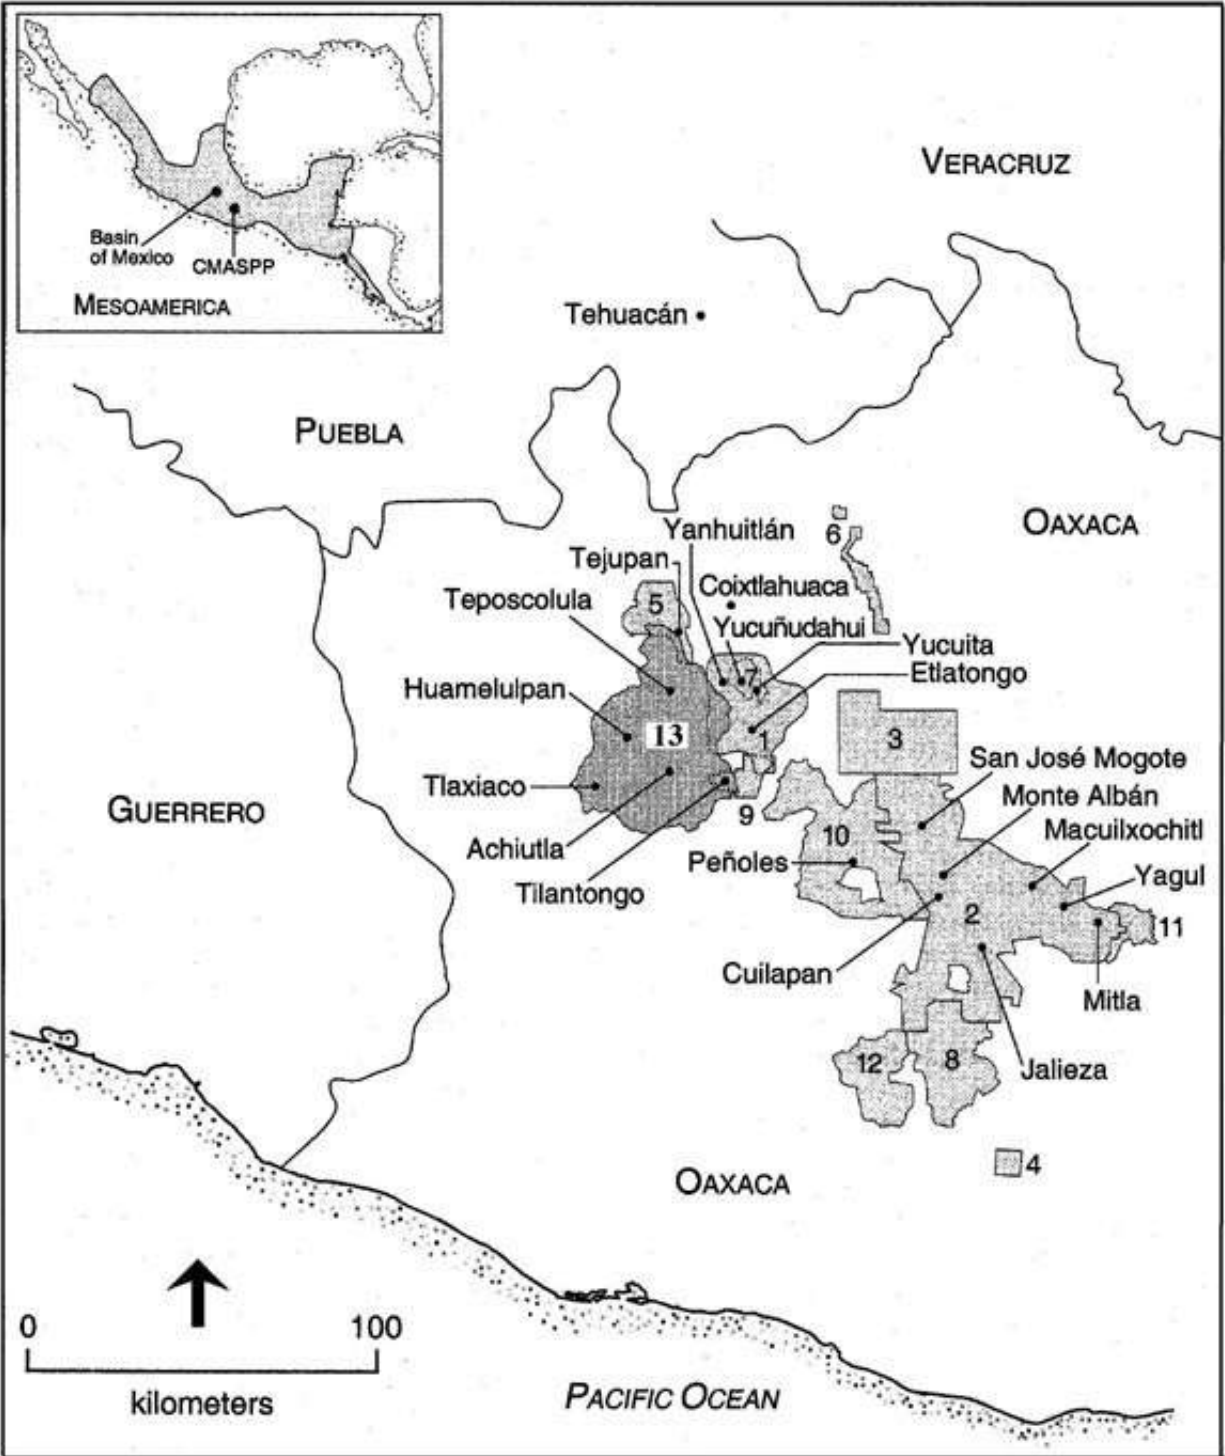 Basin
of Mexico
CMASPP
MESOAMERICA
VERACRUZ
Tehuacán
PUEBLA
OAXACA
6
Yanhuitlán
Tejupan
Coixtlahuaca
Teposcolula
5
Yucuñudahui
Yucuita
7
Etlatongo
Huamelulpan
13
1
3
San José Mogote
Tlaxiaco
Monte Albán
GUERRERO
9
10
Macuilxochitl
Achiutla
Peñoles
Yagul
Tilantongo
2
11
Cuilapan
Mitla
12
8
Jalieza
4
OAXACA
0
100
kilometers
PACIFIC OCEAN